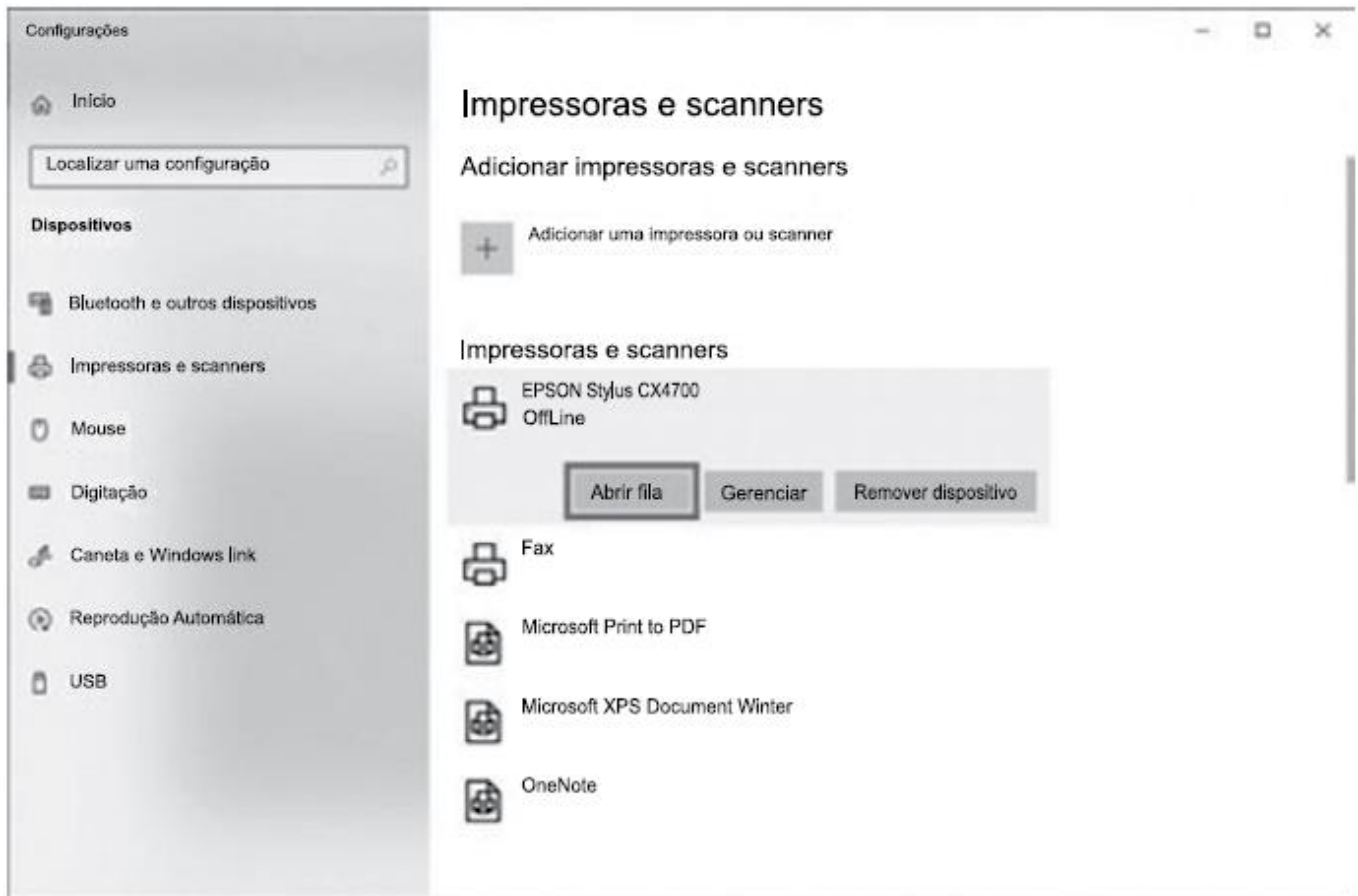 Configurações
Início
Localizar uma configuração
Dispositivos
Bluetooth e outros dispositivos
Impressoras e scanners
Mouse
Digitação
Caneta e Windows link
Reprodução Automática
USB
Impressoras e scanners
Adicionar impressoras e scanners
Adicionar uma impressora ou scanner
Impressoras e scanners
EPSON Stylus CX4700
OffLine
Abrir fila Gerenciar Remover dispositivo
Fax
Microsoft Print to PDF
Microsoft XPS Document Winter
OneNote